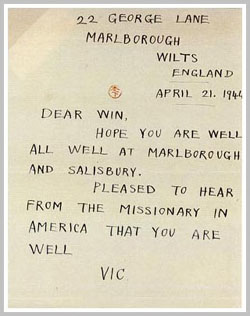 22 GEORGE LANE
MARLBOROUGH
WILTS
ENGLAND
APRIL 21. 1944
DEAR WIN,
HOPE YOU ARE WELL
ALL WELL AT MARLBOROUGH
AND SALISBURY.
PLEASED TO HEAR
FROM THE MISSIONARY IN
AMERICA THAT YOU ARE
WELL
VIC